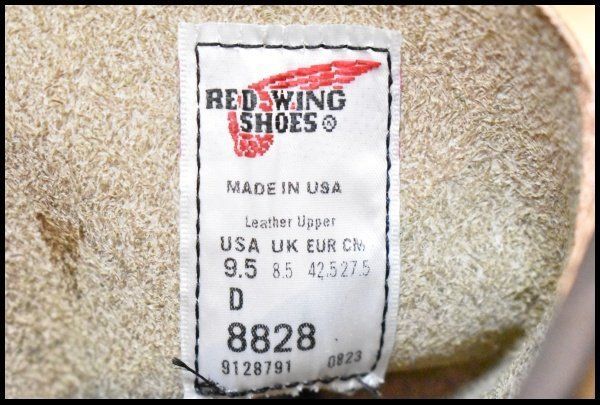 RED WING
SHOES®
MADE IN USA
Leather Upper
USA UK EUR CM
9.5 8.5 42.5 27.5
D
8828
9128791 0823